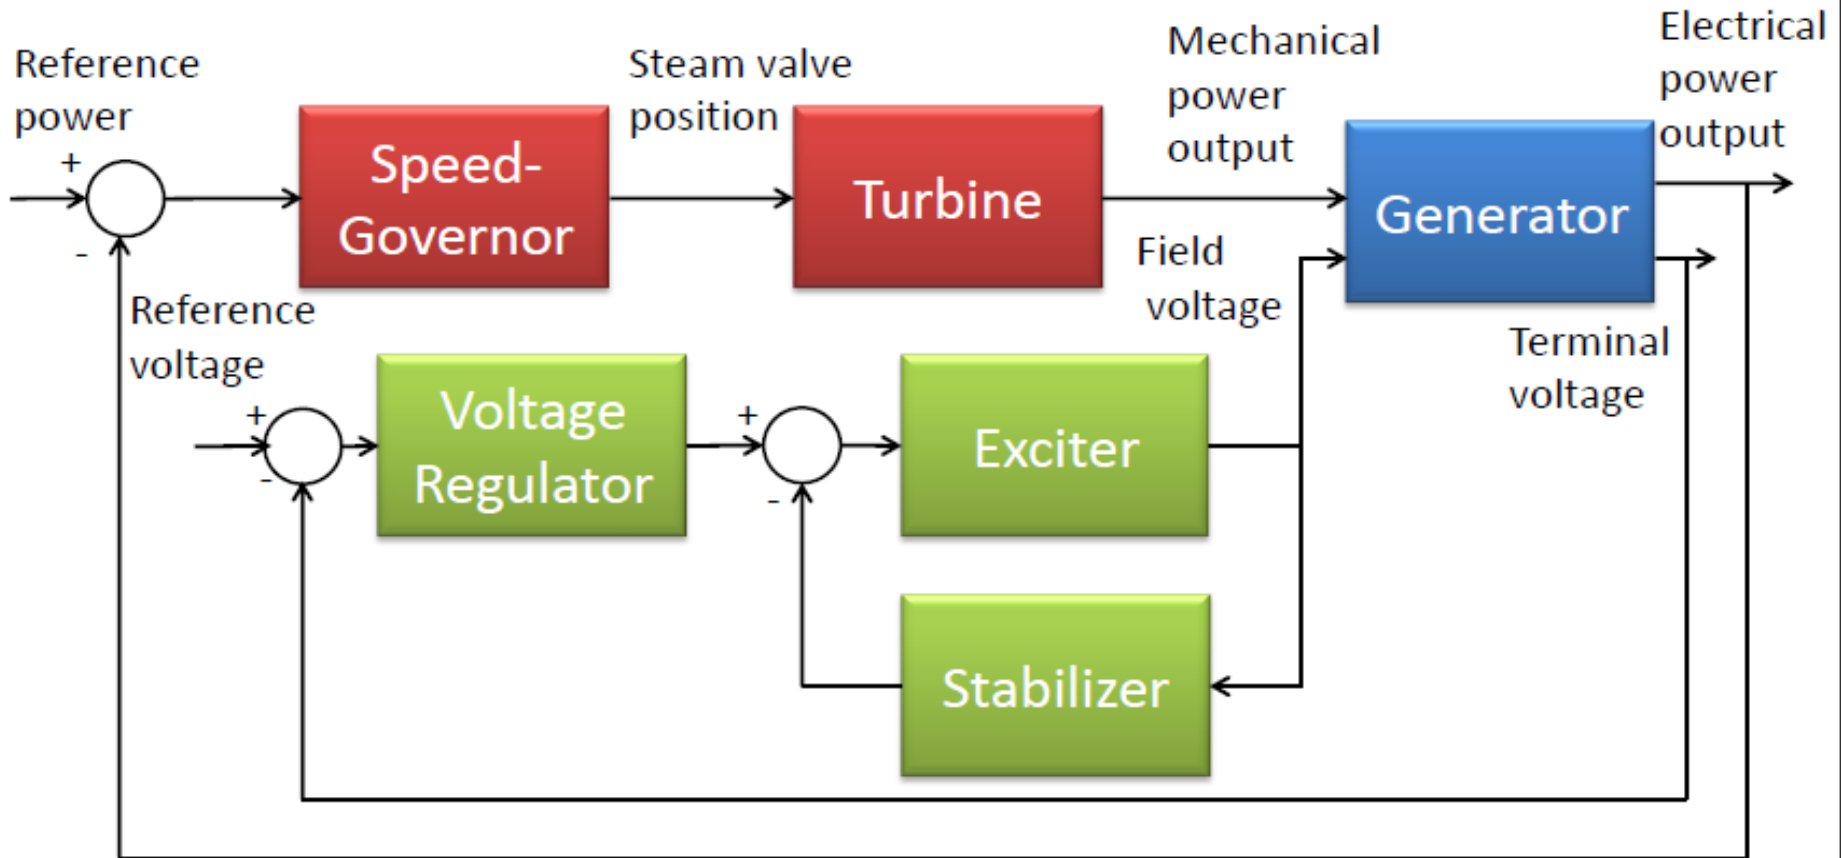 Reference
power
+
-
Speed-
Governor
Steam valve
position
Turbine
Mechanical
power
output
Generator
Electrical
power
output
Field
voltage
Terminal
voltage
Reference
voltage
+
-
Voltage
Regulator
+
-
Exciter
Stabilizer